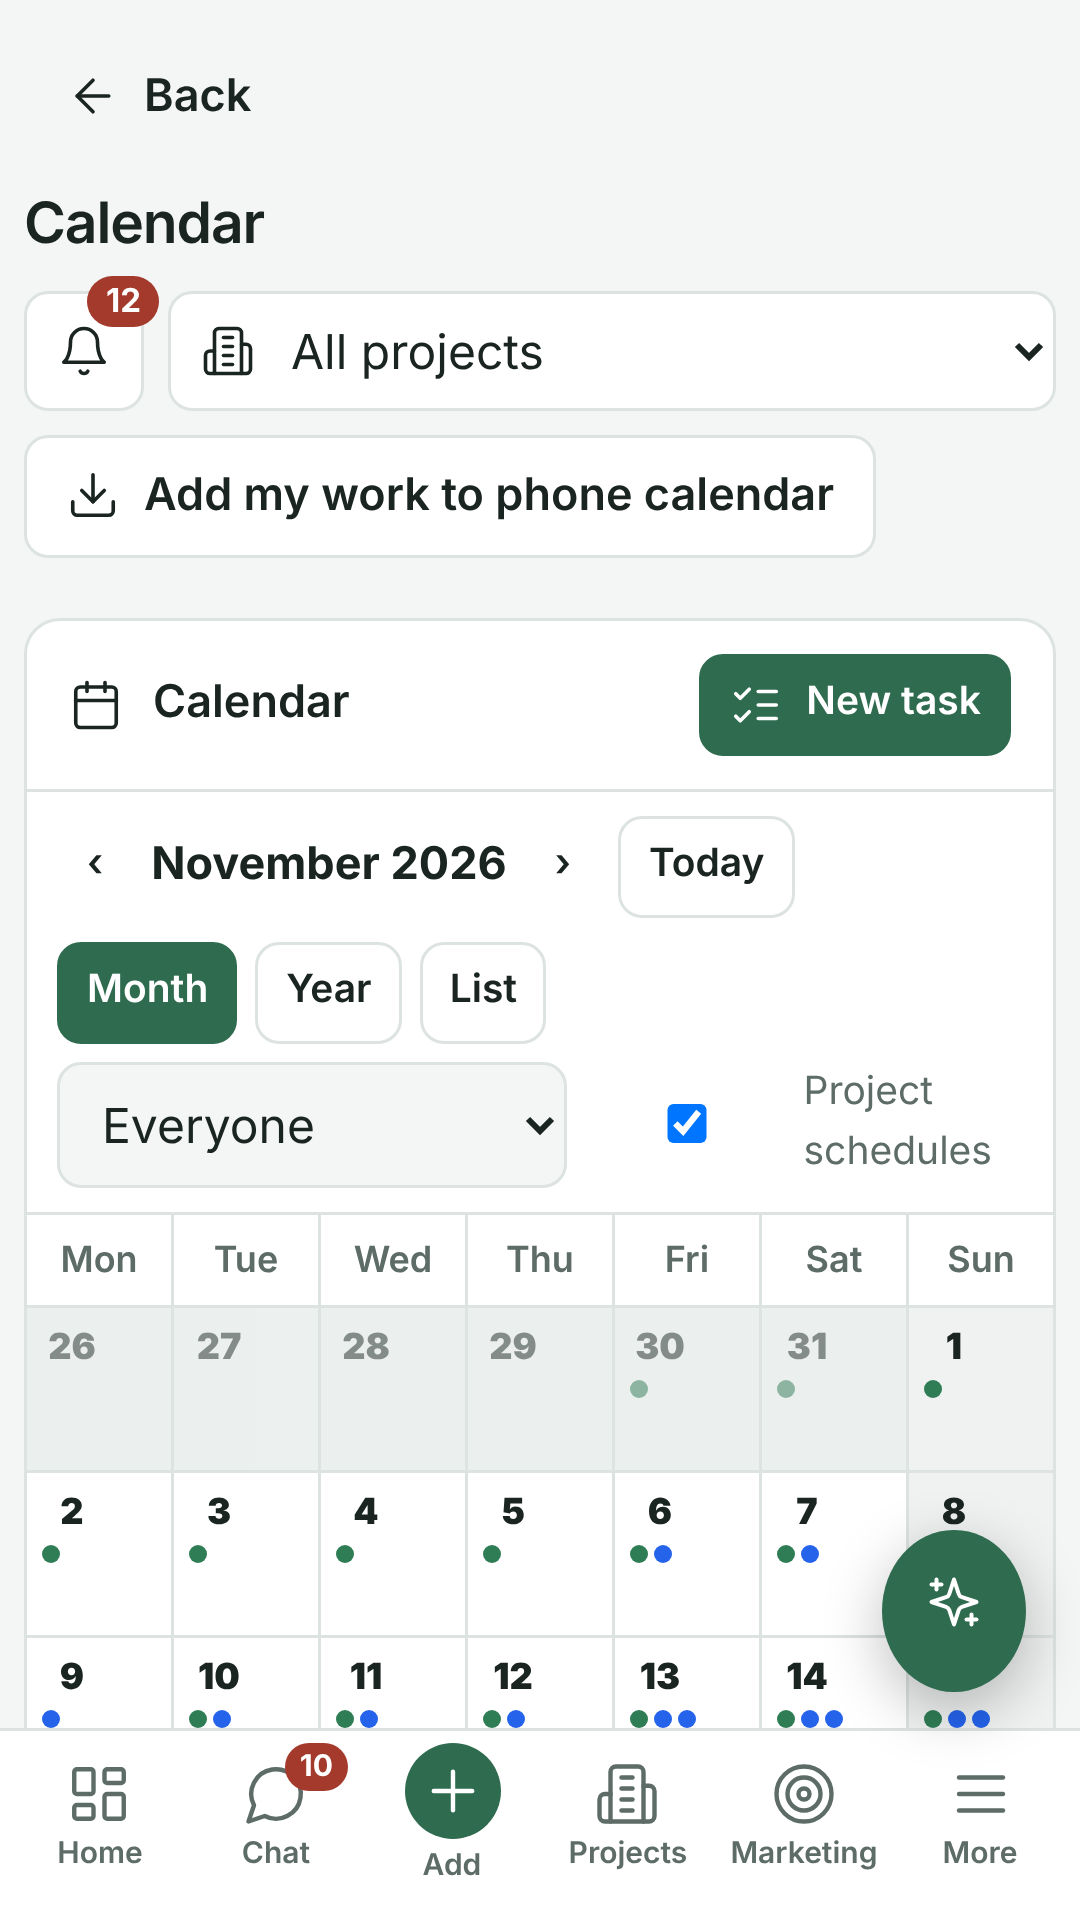 Back
Calendar
12
All projects
Add my work to phone calendar
Calendar
New task
‹ November 2026 › Today
Month Year List
Everyone
Project
schedules
Mon Tue Wed Thu Fri Sat Sun
26 27 28 29 30 31 1
2 3 4 5 6 7 8
9 10 11 12 13 14
10
Home Chat Add Projects Marketing More